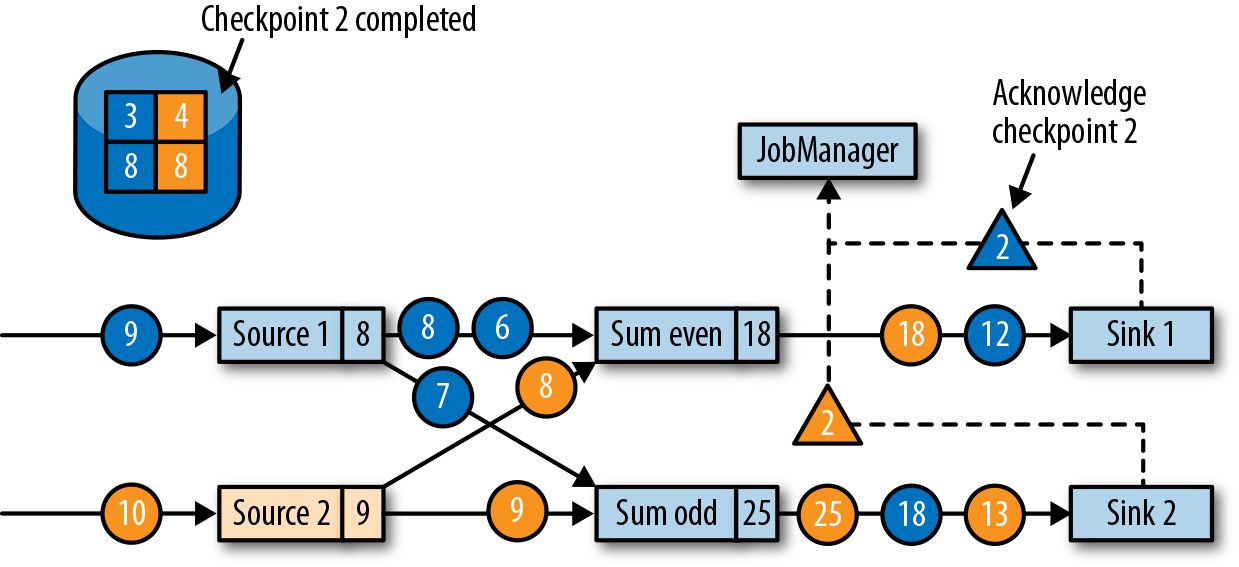 Checkpoint 2 completed
3 4
8 8
Acknowledge
checkpoint 2
JobManager
2
9
Source 1 8
8 6
Sum even 18
18 12
Sink 1
7
8
2
10
Source 2 9
9
Sum odd 25
25 18 13
Sink 2